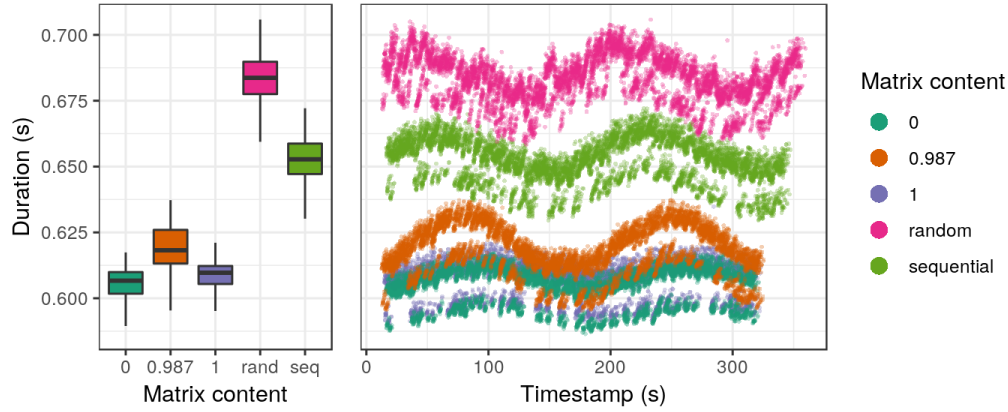 Duration (s)
0.700
0.675
0.650
0.625
0.600
0 0.987 1 rand seq
Matrix content
0 100 200 300
Timestamp (s)
Matrix content
0
0.987
1
random
sequential